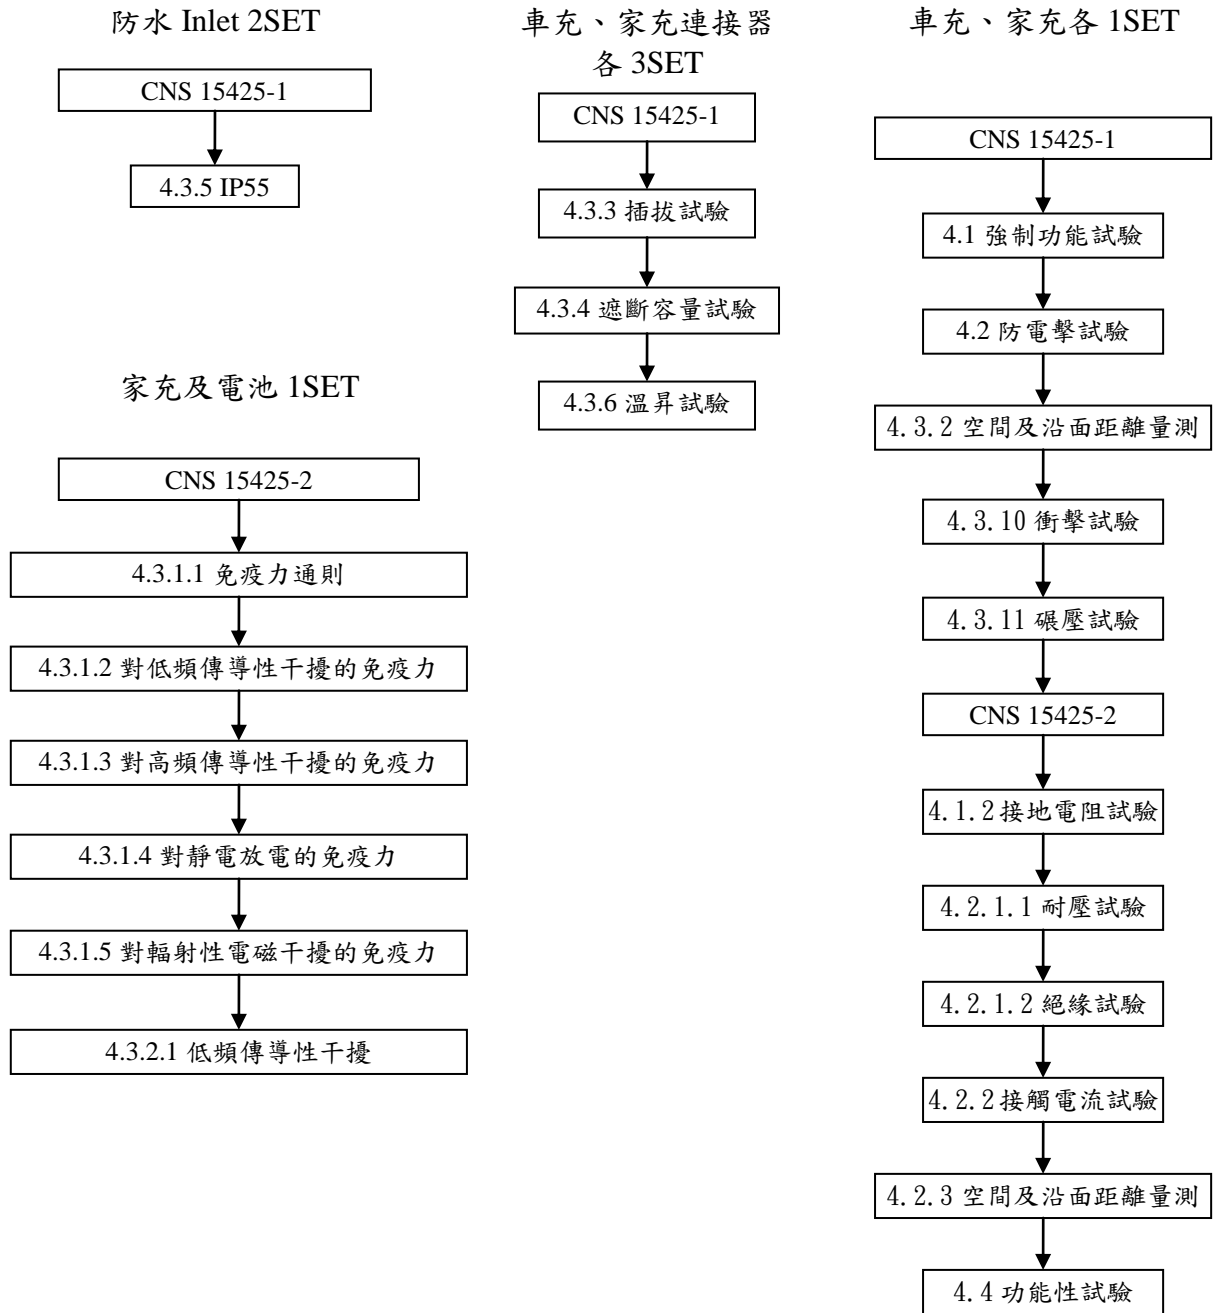 防水 Inlet 2SET
CNS 15425-1
4.3.5 IP55
車充、家充連接器
各 3SET
CNS 15425-1
4.3.3 插拔試驗
4.3.4 遮斷容量試驗
4.3.6 溫昇試驗
車充、家充各 1SET
CNS 15425-1
4.1 強制功能試驗
4.2 防電擊試驗
4.3.2 空間及沿面距離量測
4.3.10 衝擊試驗
4.3.11 碾壓試驗
CNS 15425-2
4.1.2 接地電阻試驗
4.2.1.1 耐壓試驗
4.2.1.2 絕緣試驗
4.2.2 接觸電流試驗
4.2.3 空間及沿面距離量測
4.4 功能性試驗
家充及電池 1SET
CNS 15425-2
4.3.1.1 免疫力通則
4.3.1.2 對低頻傳導性干擾的免疫力
4.3.1.3 對高頻傳導性干擾的免疫力
4.3.1.4 對靜電放電的免疫力
4.3.1.5 對輻射性電磁干擾的免疫力
4.3.2.1 低頻傳導性干擾